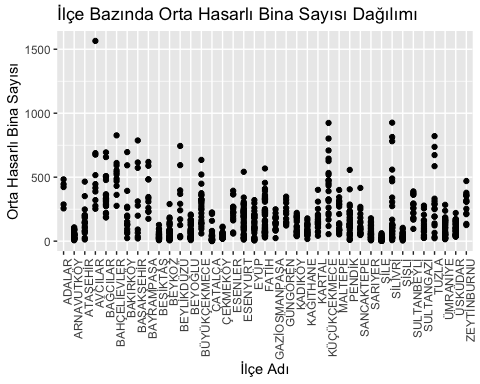 İlçe Bazında Orta Hasarlı Bina Sayısı Dağılımı
Orta Hasarlı Bina Sayısı
1500
1000
500
0
ADALAR
ARNAVUTKÖY
ATAŞEHİR
AVCILAR
BAĞCILAR
BAHÇELİEVLER
BAKIRKÖY
BAŞAKŞEHİR
BAYRAMPAŞA
BEŞİKTAŞ
BEYKOZ
BEYLİKDÜZÜ
BEYOĞLU
BÜYÜKÇEKMECE
ÇATALCA
ÇEKMEKÖY
ESENLER
ESENYURT
EYÜP
FATİH
GAZİOSMANPAŞA
GÜNGÖREN
KADIKÖY
KAĞITHANE
KARTAL
KÜÇÜKÇEKMECE
MALTEPE
PENDİK
SANCAKTEPE
SARIYER
ŞİLE
SİLİVRİ
ŞİŞLİ
SULTANBEYLİ
SULTANGAZİ
TUZLA
ÜMRANİYE
ÜSKÜDAR
ZEYTİNBURNU
İlçe Adı